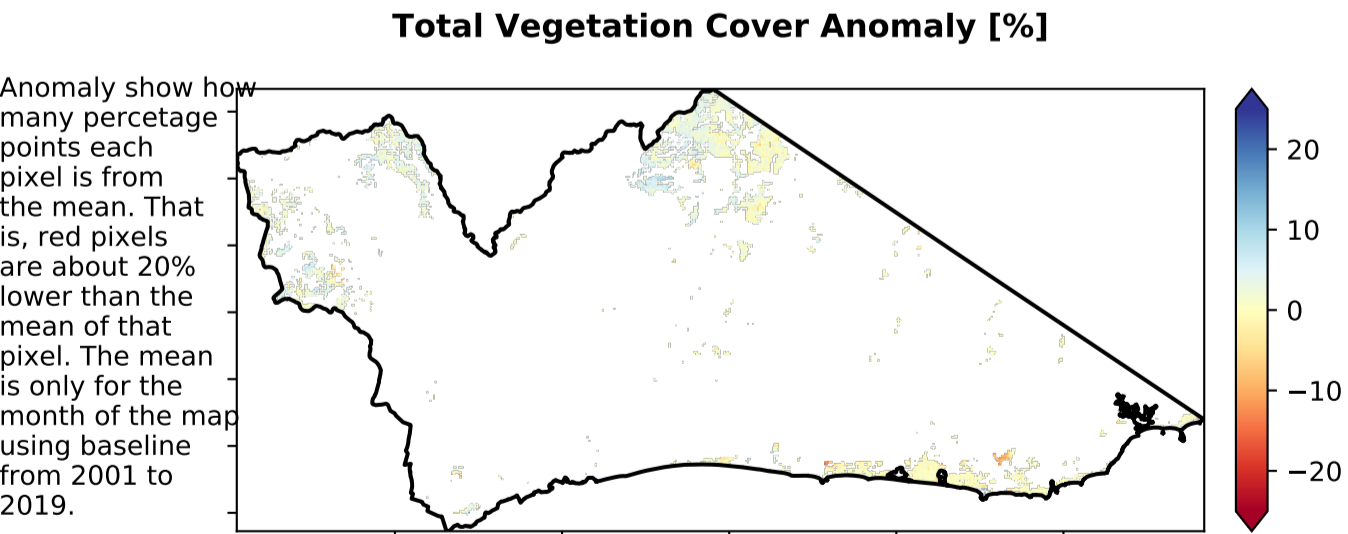 Total Vegetation Cover Anomaly [%]
Anomaly show how
many percetage
points each
pixel is from
the mean. That
is, red pixels
are about 20%
lower than the
mean of that
pixel. The mean
is only for the
month of the map
using baseline
from 2001 to
2019.
20
10
0
−10
−20